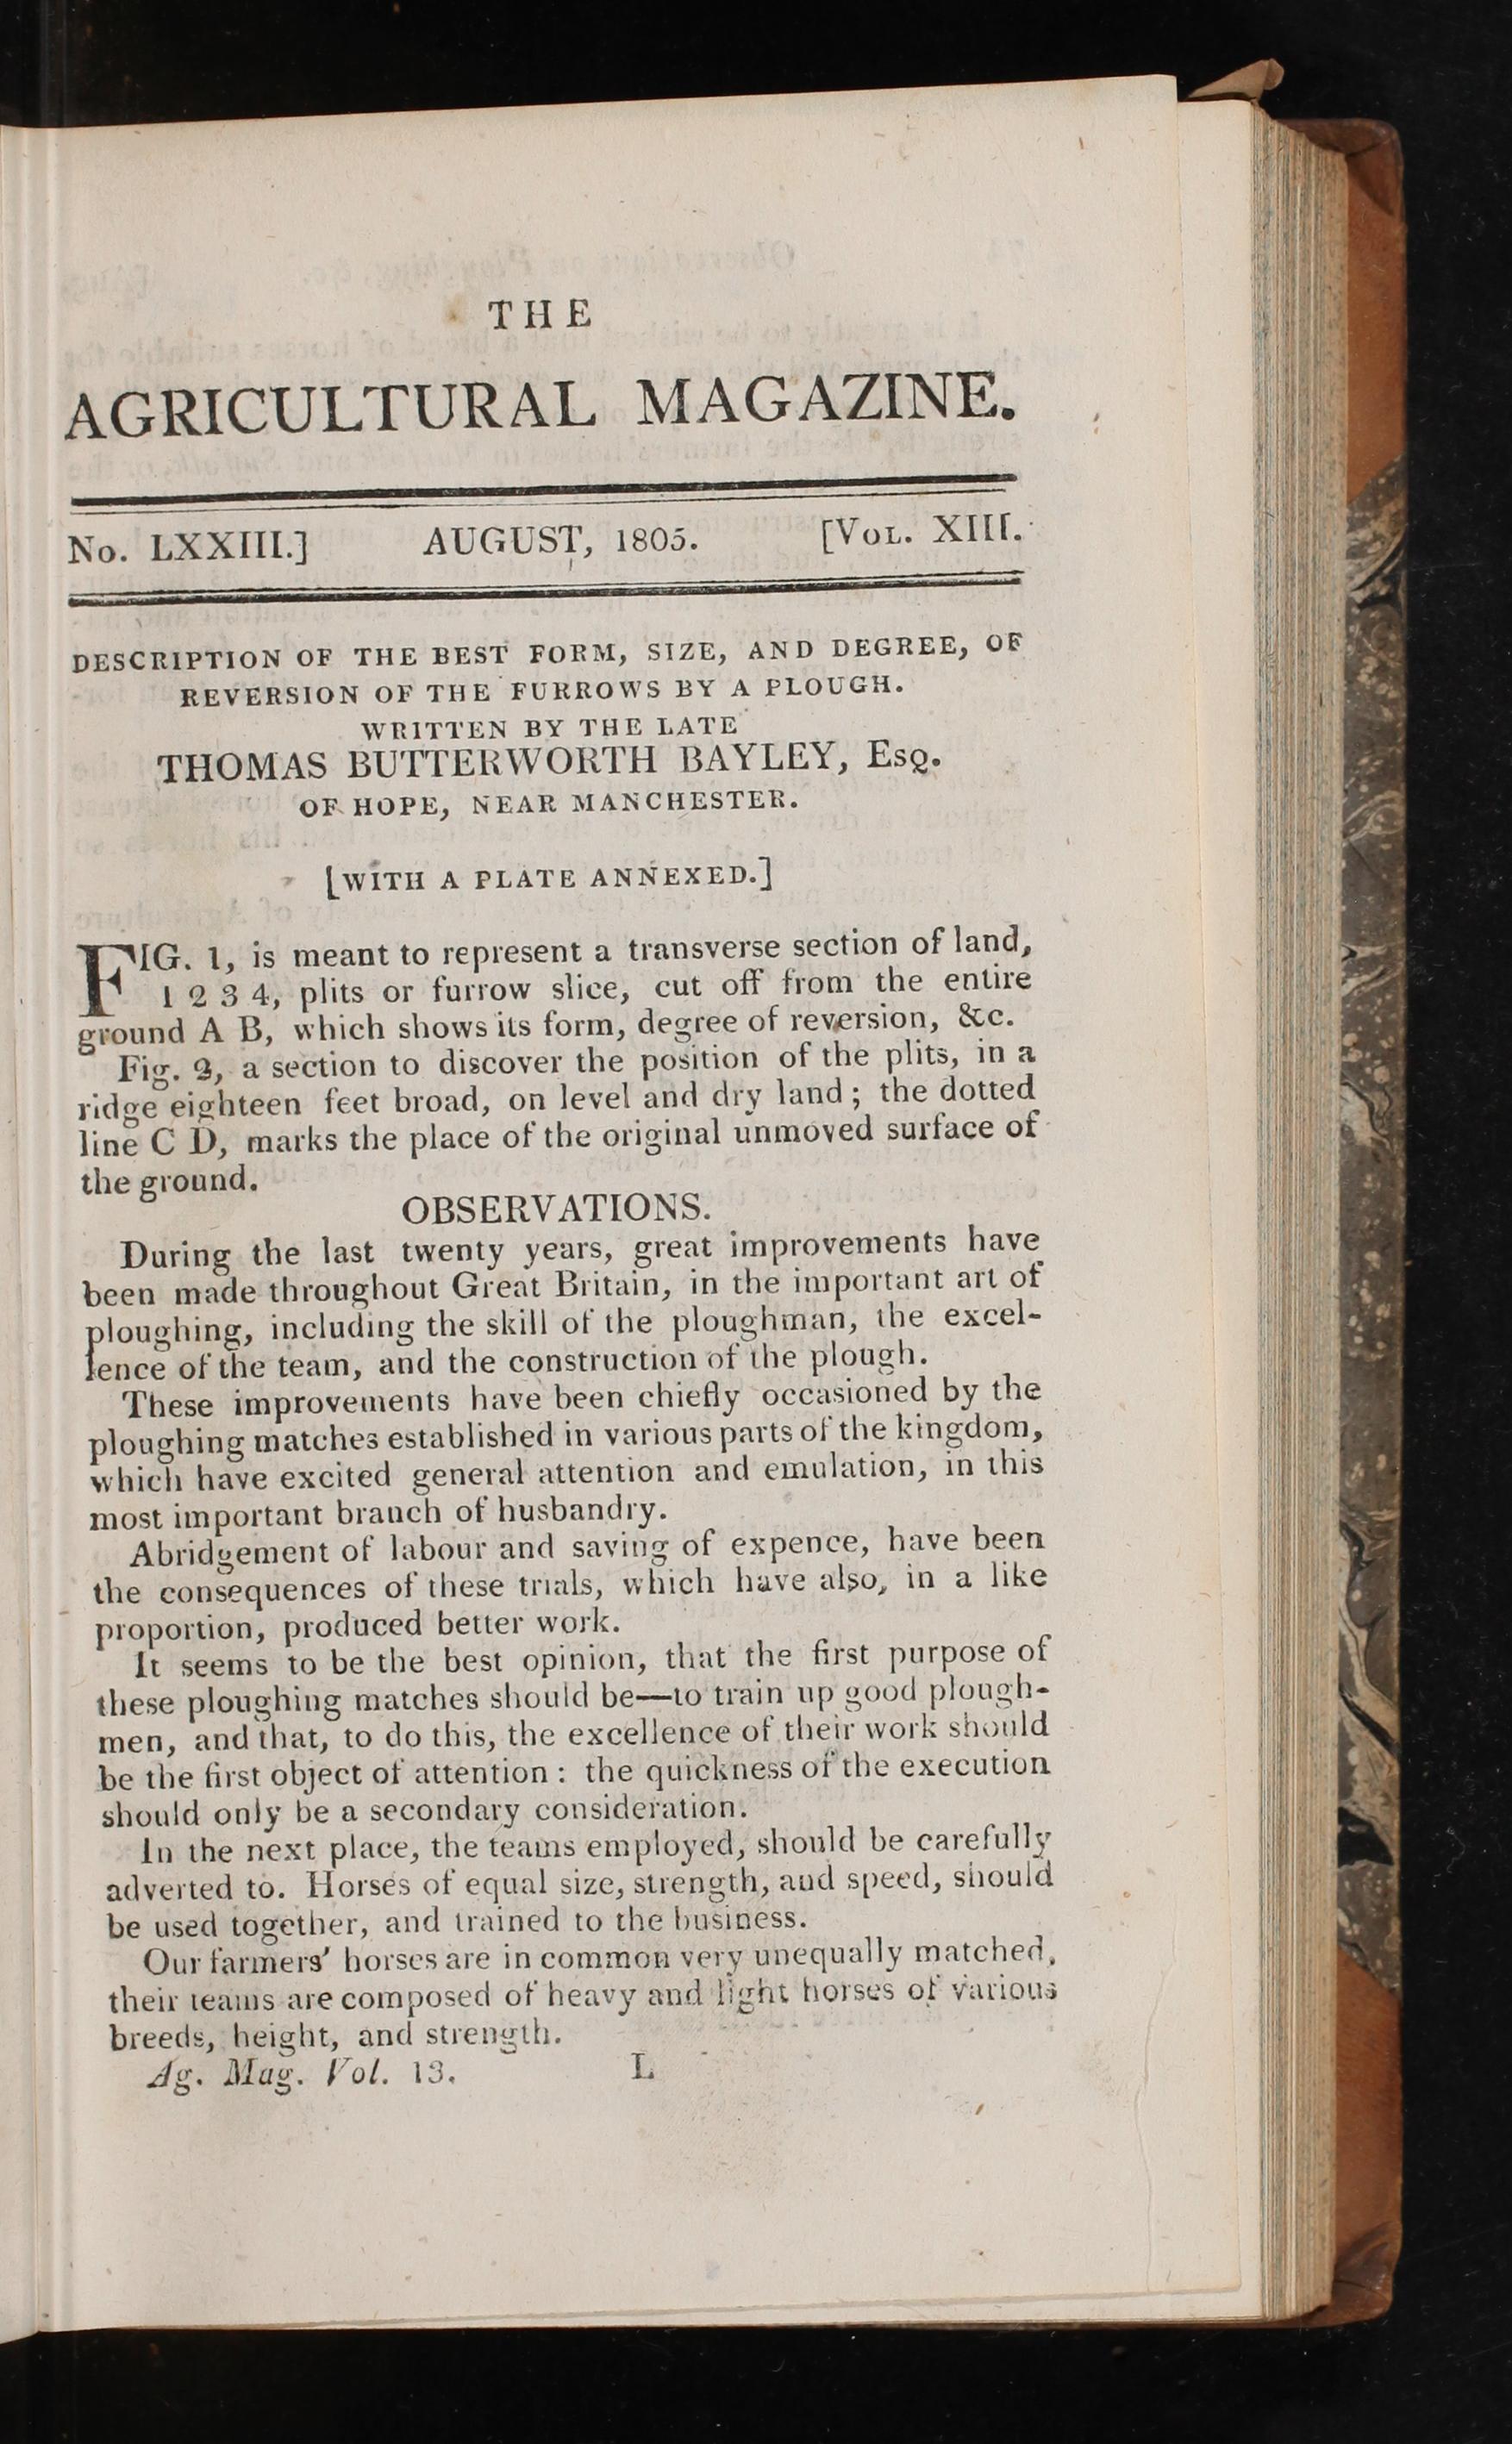 THE
AGRICULTURAL MAGAZINE.
No. LXXIII.] AUGUST, 1805. [VOL. XIII.
DESCRIPTION OF THE BEST FORM, SIZE, AND DEGREE, OF
REVERSION OF THE FURROWS BY A PLOUGH.
WRITTEN BY THE LATE
THOMAS BUTTERWORTH BAYLEY, Esq.
OF HOPE, NEAR MANCHESTER.
[WITH A PLATE ANNEXED.]
FIG. 1, is meant to represent a transverse section of land,
1 2 3 4, plits or furrow slice, cut off from the entire
ground A B, which shows its form, degree of reversion, &c.
Fig. 2, a section to discover the position of the plits, in a
ridge eighteen feet broad, on level and dry land; the dotted
line C D, marks the place of the original unmoved surface of
the ground.
OBSERVATIONS.
During the last twenty years, great improvements have
been made throughout Great Britain, in the important art of
ploughing, including the skill of the ploughman, the excel-
lence of the team, and the construction of the plough.
These improvements have been chiefly occasioned by the
ploughing matches established in various parts of the kingdom,
which have excited general attention and emulation, in this
most important branch of husbandry.
Abridgement of labour and saving of expence, have been
the consequences of these trials, which have also, in a like
proportion, produced better work.
It seems to be the best opinion, that the first purpose of
these ploughing matches should be—to train up good plough-
men, and that, to do this, the excellence of their work should
be the first object of attention: the quickness of the execution
should only be a secondary consideration.
In the next place, the teams employed, should be carefully
adverted to. Horses of equal size, strength, and speed, should
be used together, and trained to the business.
Our farmers' horses are in common very unequally matched,
their teams are composed of heavy and light horses of various
breeds, height, and strength.
Ag. Mag. Vol. 13. L